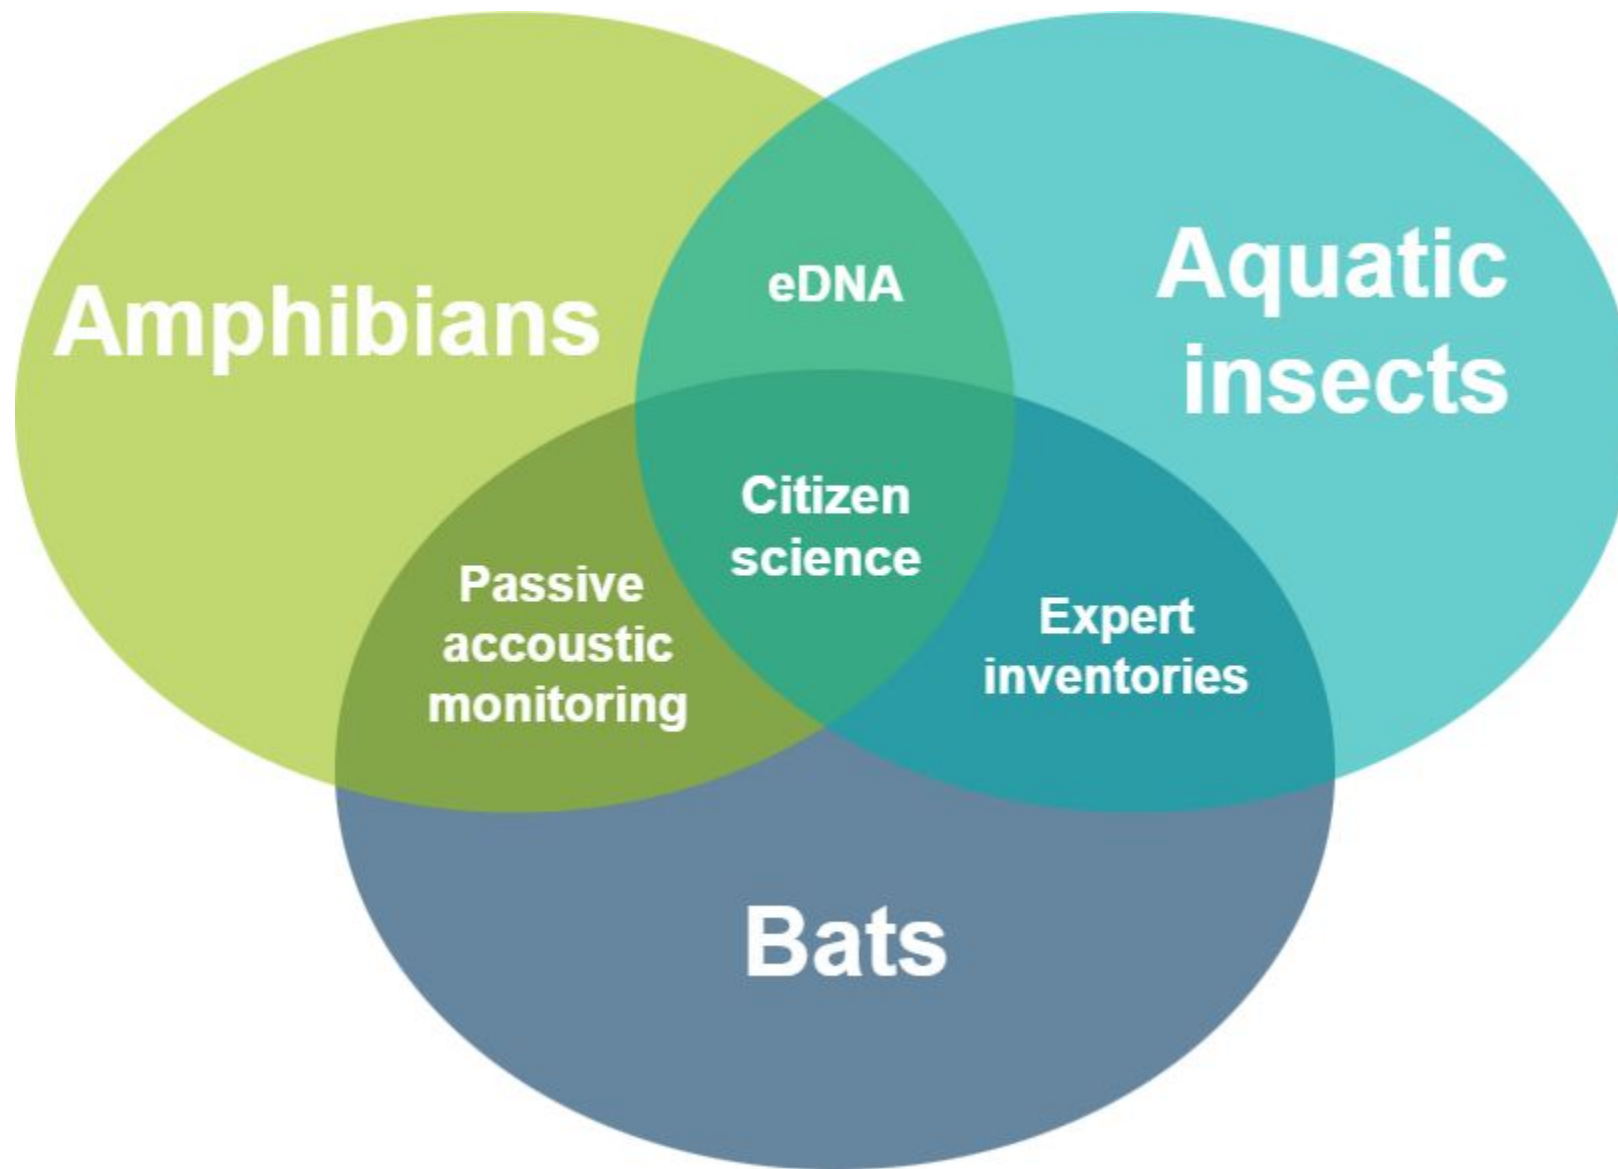 Amphibians
Aquatic
insects
eDNA
Citizen
science
Passive
accoustic
monitoring
Expert
inventories
Bats